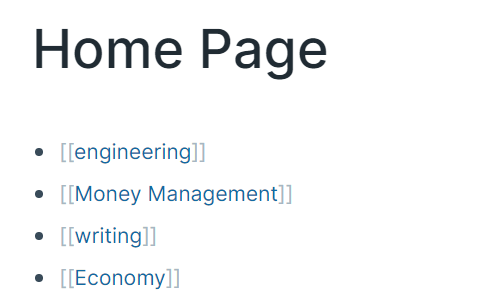 Home Page
[[engineering]]
[[Money Management]]
[[writing]]
[[Economy]]